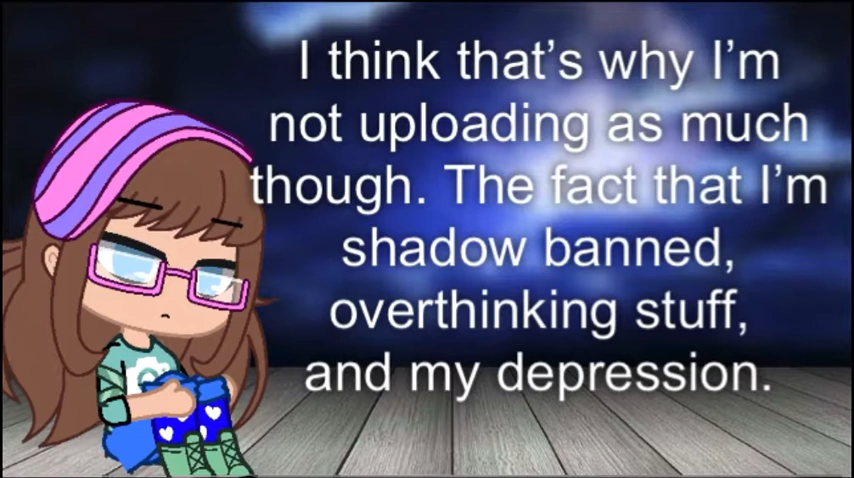 I think that’s why I’m
not uploading as much
though. The fact that I’m
shadow banned,
overthinking stuff,
and my depression.